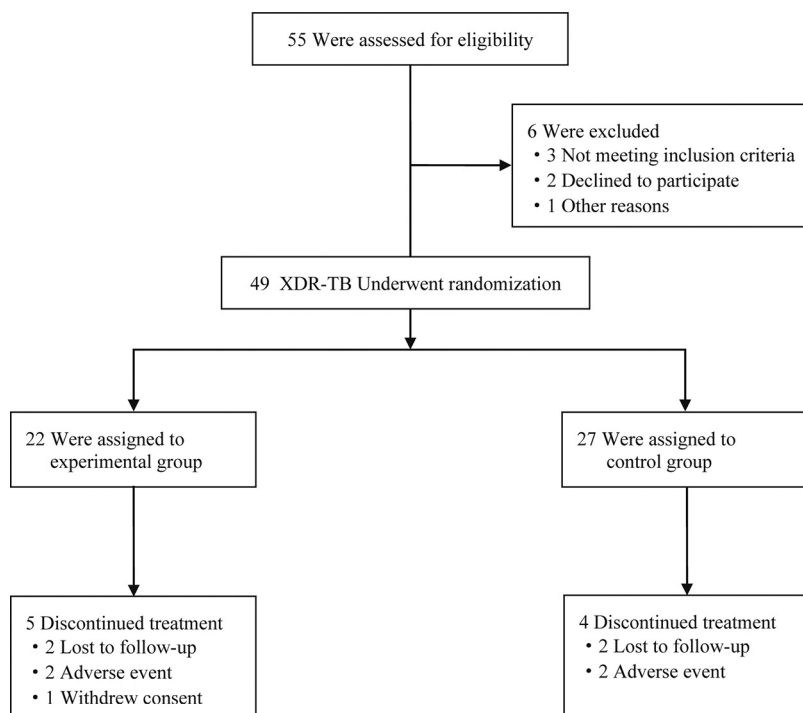 55 Were assessed for eligibility
6 Were excluded
• 3 Not meeting inclusion criteria
• 2 Declined to participate
• 1 Other reasons
49 XDR-TB Underwent randomization
22 Were assigned to
experimental group
27 Were assigned to
control group
5 Discontinued treatment
• 2 Lost to follow-up
• 2 Adverse event
• 1 Withdrew consent
4 Discontinued treatment
• 2 Lost to follow-up
• 2 Adverse event